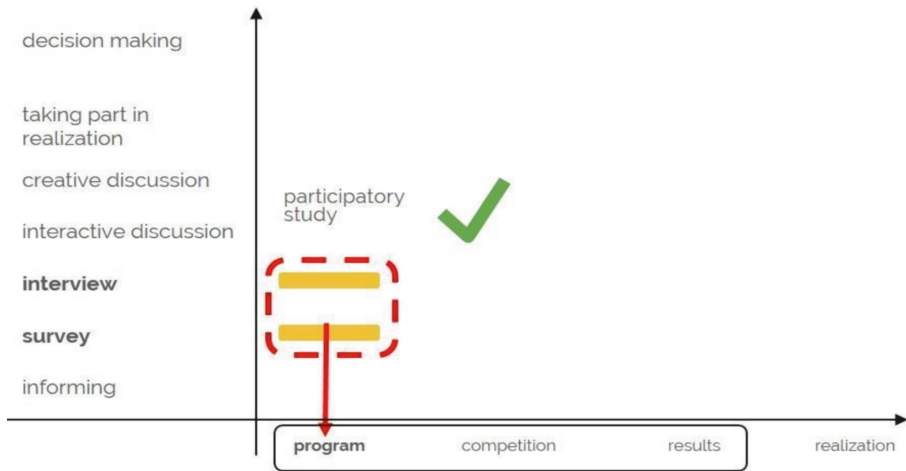 decision making
taking part in
realization
creative discussion
participatory
study
interactive discussion
interview
survey
informing
program
competition
results
realization